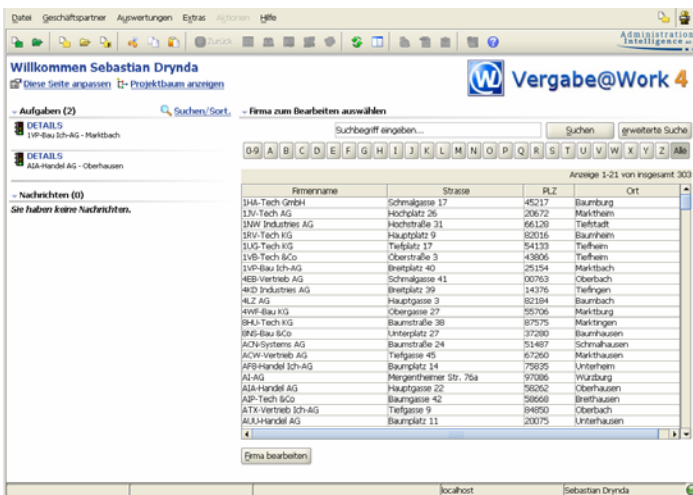 Datei Geschäftspartner Auswertungen Extras Aktionen Hilfe
Zurück
Administration
Intelligence AG
Willkommen Sebastian Drynda
Diese Seite anpassen Projektbaum anzeigen
Vergabe@Work 4
Aufgaben (2) Suchen/Sort.
DETAILS
1VP-Bau Ich-AG - Marktbach
DETAILS
AIA-Handel AG - Oberhausen
Nachrichten (0)
Sie haben keine Nachrichten.
Firma zum Bearbeiten auswählen
Suchbegriff eingeben... Suchen erweiterte Suche
0-9 A B C D E F G H I J K L M N O P Q R S T U V W X Y Z Alle
Anzeige 1-21 von insgesamt 303
Firmenname Strasse PLZ Ort
1HA-Tech GmbH Schmalgasse 17 45217 Baumburg
1JV-Tech AG Hochplatz 26 20672 Marktheim
1NW Industries AG Hochstraße 31 66128 Tiefstadt
1RV-Tech KG Hauptplatz 9 82016 Baumheim
1UG-Tech KG Tiefplatz 17 54133 Tiefheim
1VB-Tech &Co Oberstraße 3 43806 Tiefheim
1VP-Bau Ich-AG Breitplatz 40 25154 Marktbach
4EB-Vertrieb AG Schmalgasse 41 00763 Oberbach
4KD Industries AG Breitplatz 39 14376 Tiefingen
4LZ AG Hauptgasse 3 82184 Baumbach
4WF-Bau KG Obergasse 27 55706 Marktburg
8HU-Tech KG Baumstraße 38 87575 Marktingen
8NS-Bau &Co Unterplatz 27 37280 Baumhausen
ACN-Systems AG Baumstraße 24 51487 Schmalhausen
ACW-Vertrieb AG Tiefgasse 45 67260 Markthausen
AF8-Handel Ich-AG Baumplatz 14 75835 Unterheim
AI-AG Mergentheimer Str. 76a 97086 Würzburg
AIA-Handel AG Hauptgasse 22 58262 Oberhausen
AIP-Tech &Co Baumgasse 42 58668 Breithausen
ATX-Vertrieb Ich-AG Tiefgasse 9 84850 Oberbach
AUU-Handel AG Baumplatz 11 20075 Unterhausen
Firma bearbeiten
localhost Sebastian Drynda